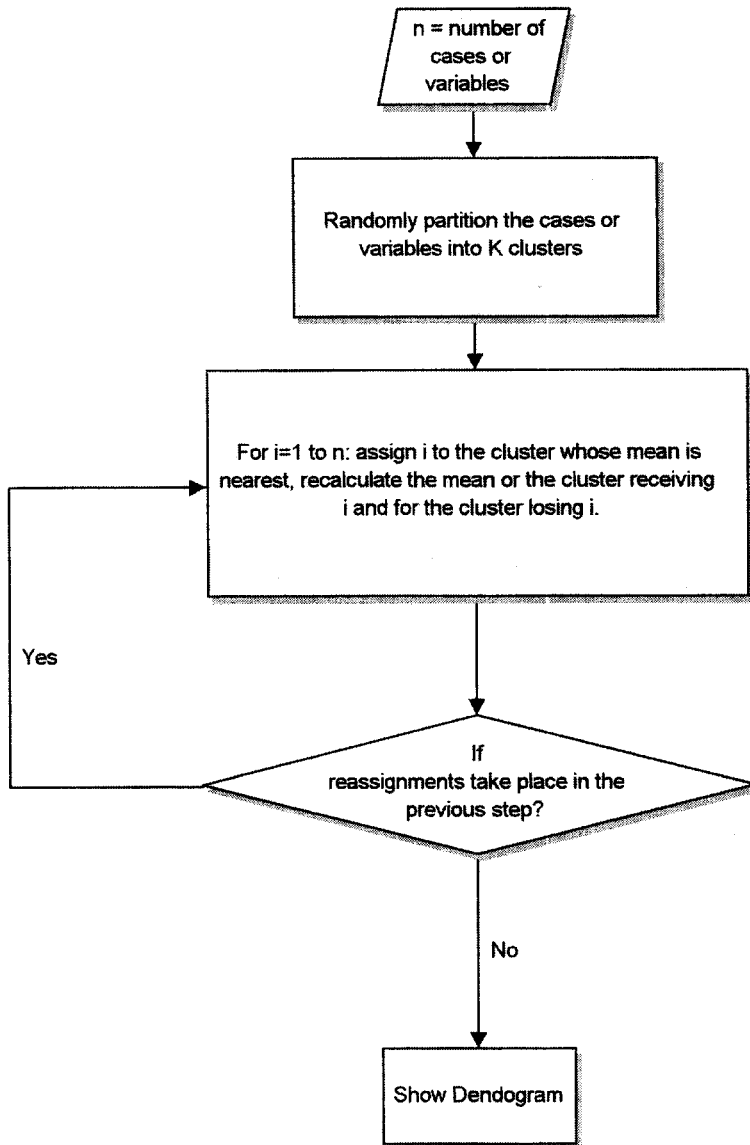 n = number of
cases or
variables
Randomly partition the cases or
variables into K clusters
For i=1 to n: assign i to the cluster whose mean is
nearest, recalculate the mean or the cluster receiving
i and for the cluster losing i.
Yes
If
reassignments take place in the
previous step?
No
Show Dendogram